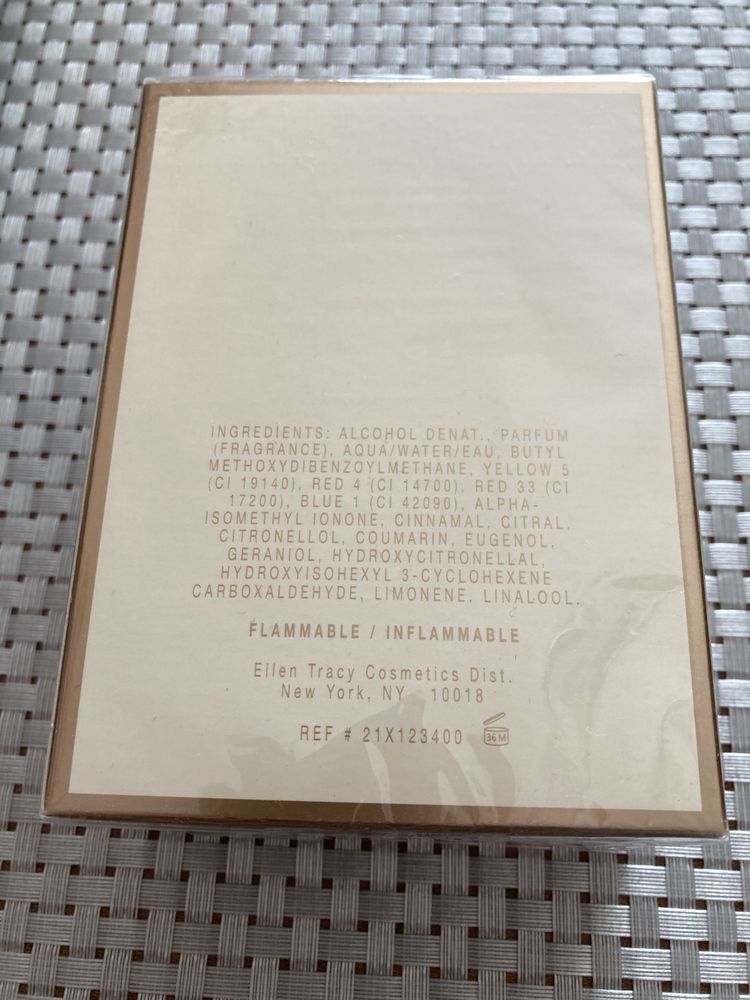 INGREDIENTS: ALCOHOL DENAT., PARFUM
(FRAGRANCE), AQUA/WATER/EAU, BUTYL
METHOXYDIBENZOYLMETHANE, YELLOW 5
(CI 19140), RED 4 (CI 14700), RED 33 (CI
17200), BLUE 1 (CI 42090), ALPHA-
ISOMETHYL IONONE, CINNAMAL, CITRAL,
CITRONELLOL, COUMARIN, EUGENOL,
GERANIOL, HYDROXYCITRONELLAL,
HYDROXYISOHEXYL 3-CYCLOHEXENE
CARBOXALDEHYDE, LIMONENE, LINALOOL.
FLAMMABLE / INFLAMMABLE
Ellen Tracy Cosmetics Dist.
New York, NY 10018
REF # 21X123400 36M